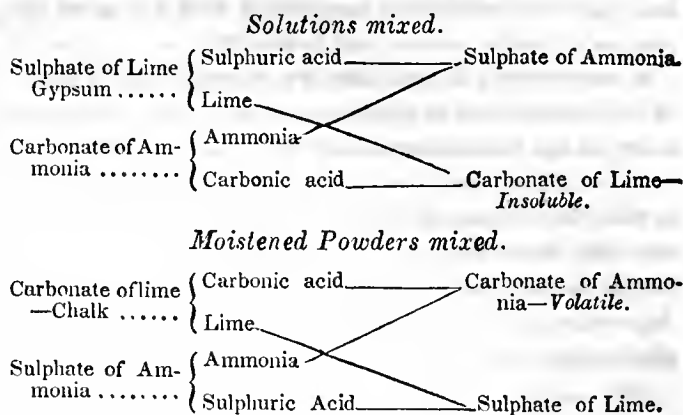 Solutions mixed.
Sulphate of Lime { Sulphuric acid Sulphate of Ammonia.
Gypsum ......
Lime
Carbonate of Am- { Ammonia
monia ........
Carbonic acid Carbonate of Lime—
Insoluble.
Moistened Powders mixed.
Carbonate of lime { Carbonic acid Carbonate of Ammo-
—Chalk ...... nia—Volatile.
Lime
Sulphate of Am- { Ammonia
monia ........
Sulphuric Acid Sulphate of Lime.